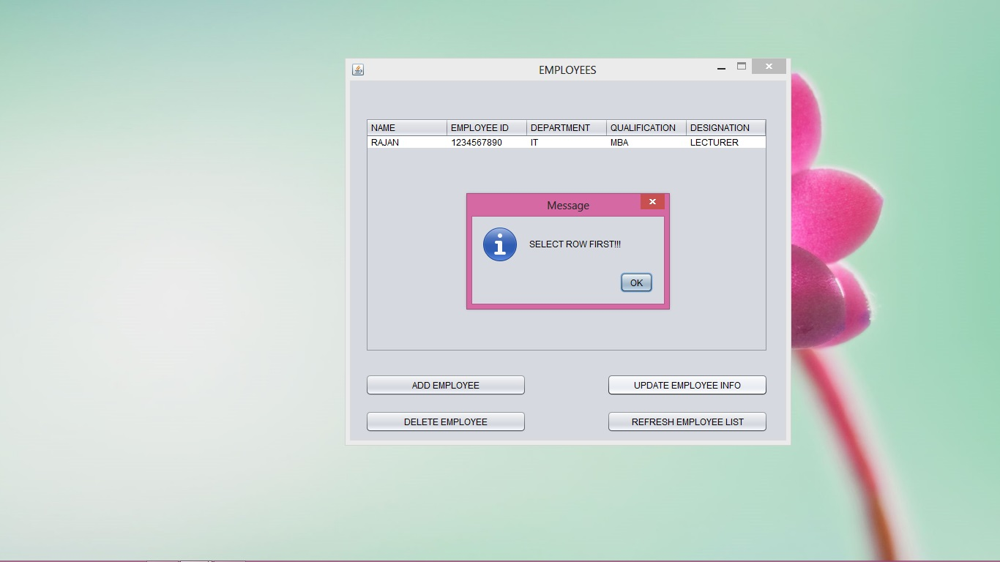 EMPLOYEES
NAME EMPLOYEE ID DEPARTMENT QUALIFICATION DESIGNATION
RAJAN 1234567890 IT MBA LECTURER
Message
SELECT ROW FIRST!!!
OK
ADD EMPLOYEE UPDATE EMPLOYEE INFO
DELETE EMPLOYEE REFRESH EMPLOYEE LIST